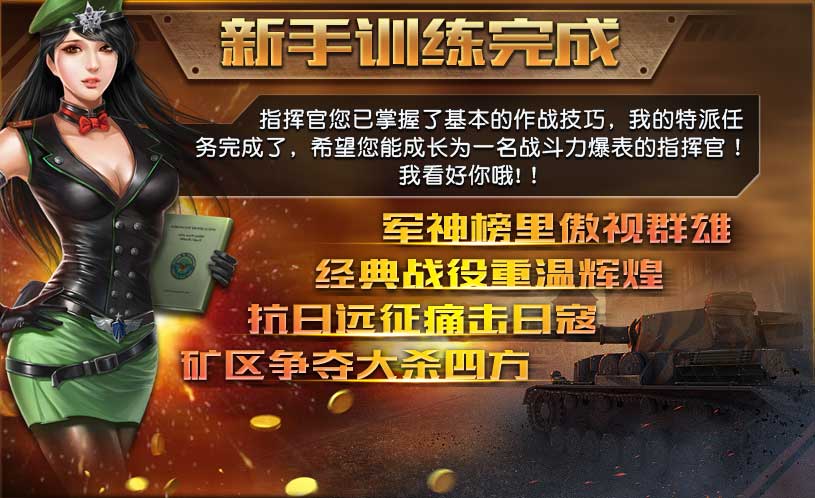 新手训练完成
指挥官您已掌握了基本的作战技巧，我的特派任
务完成了，希望您能成长为一名战斗力爆表的指挥官！
我看好你哦！！
军神榜里傲视群雄
经典战役重温辉煌
抗日远征痛击日寇
矿区争夺大杀四方